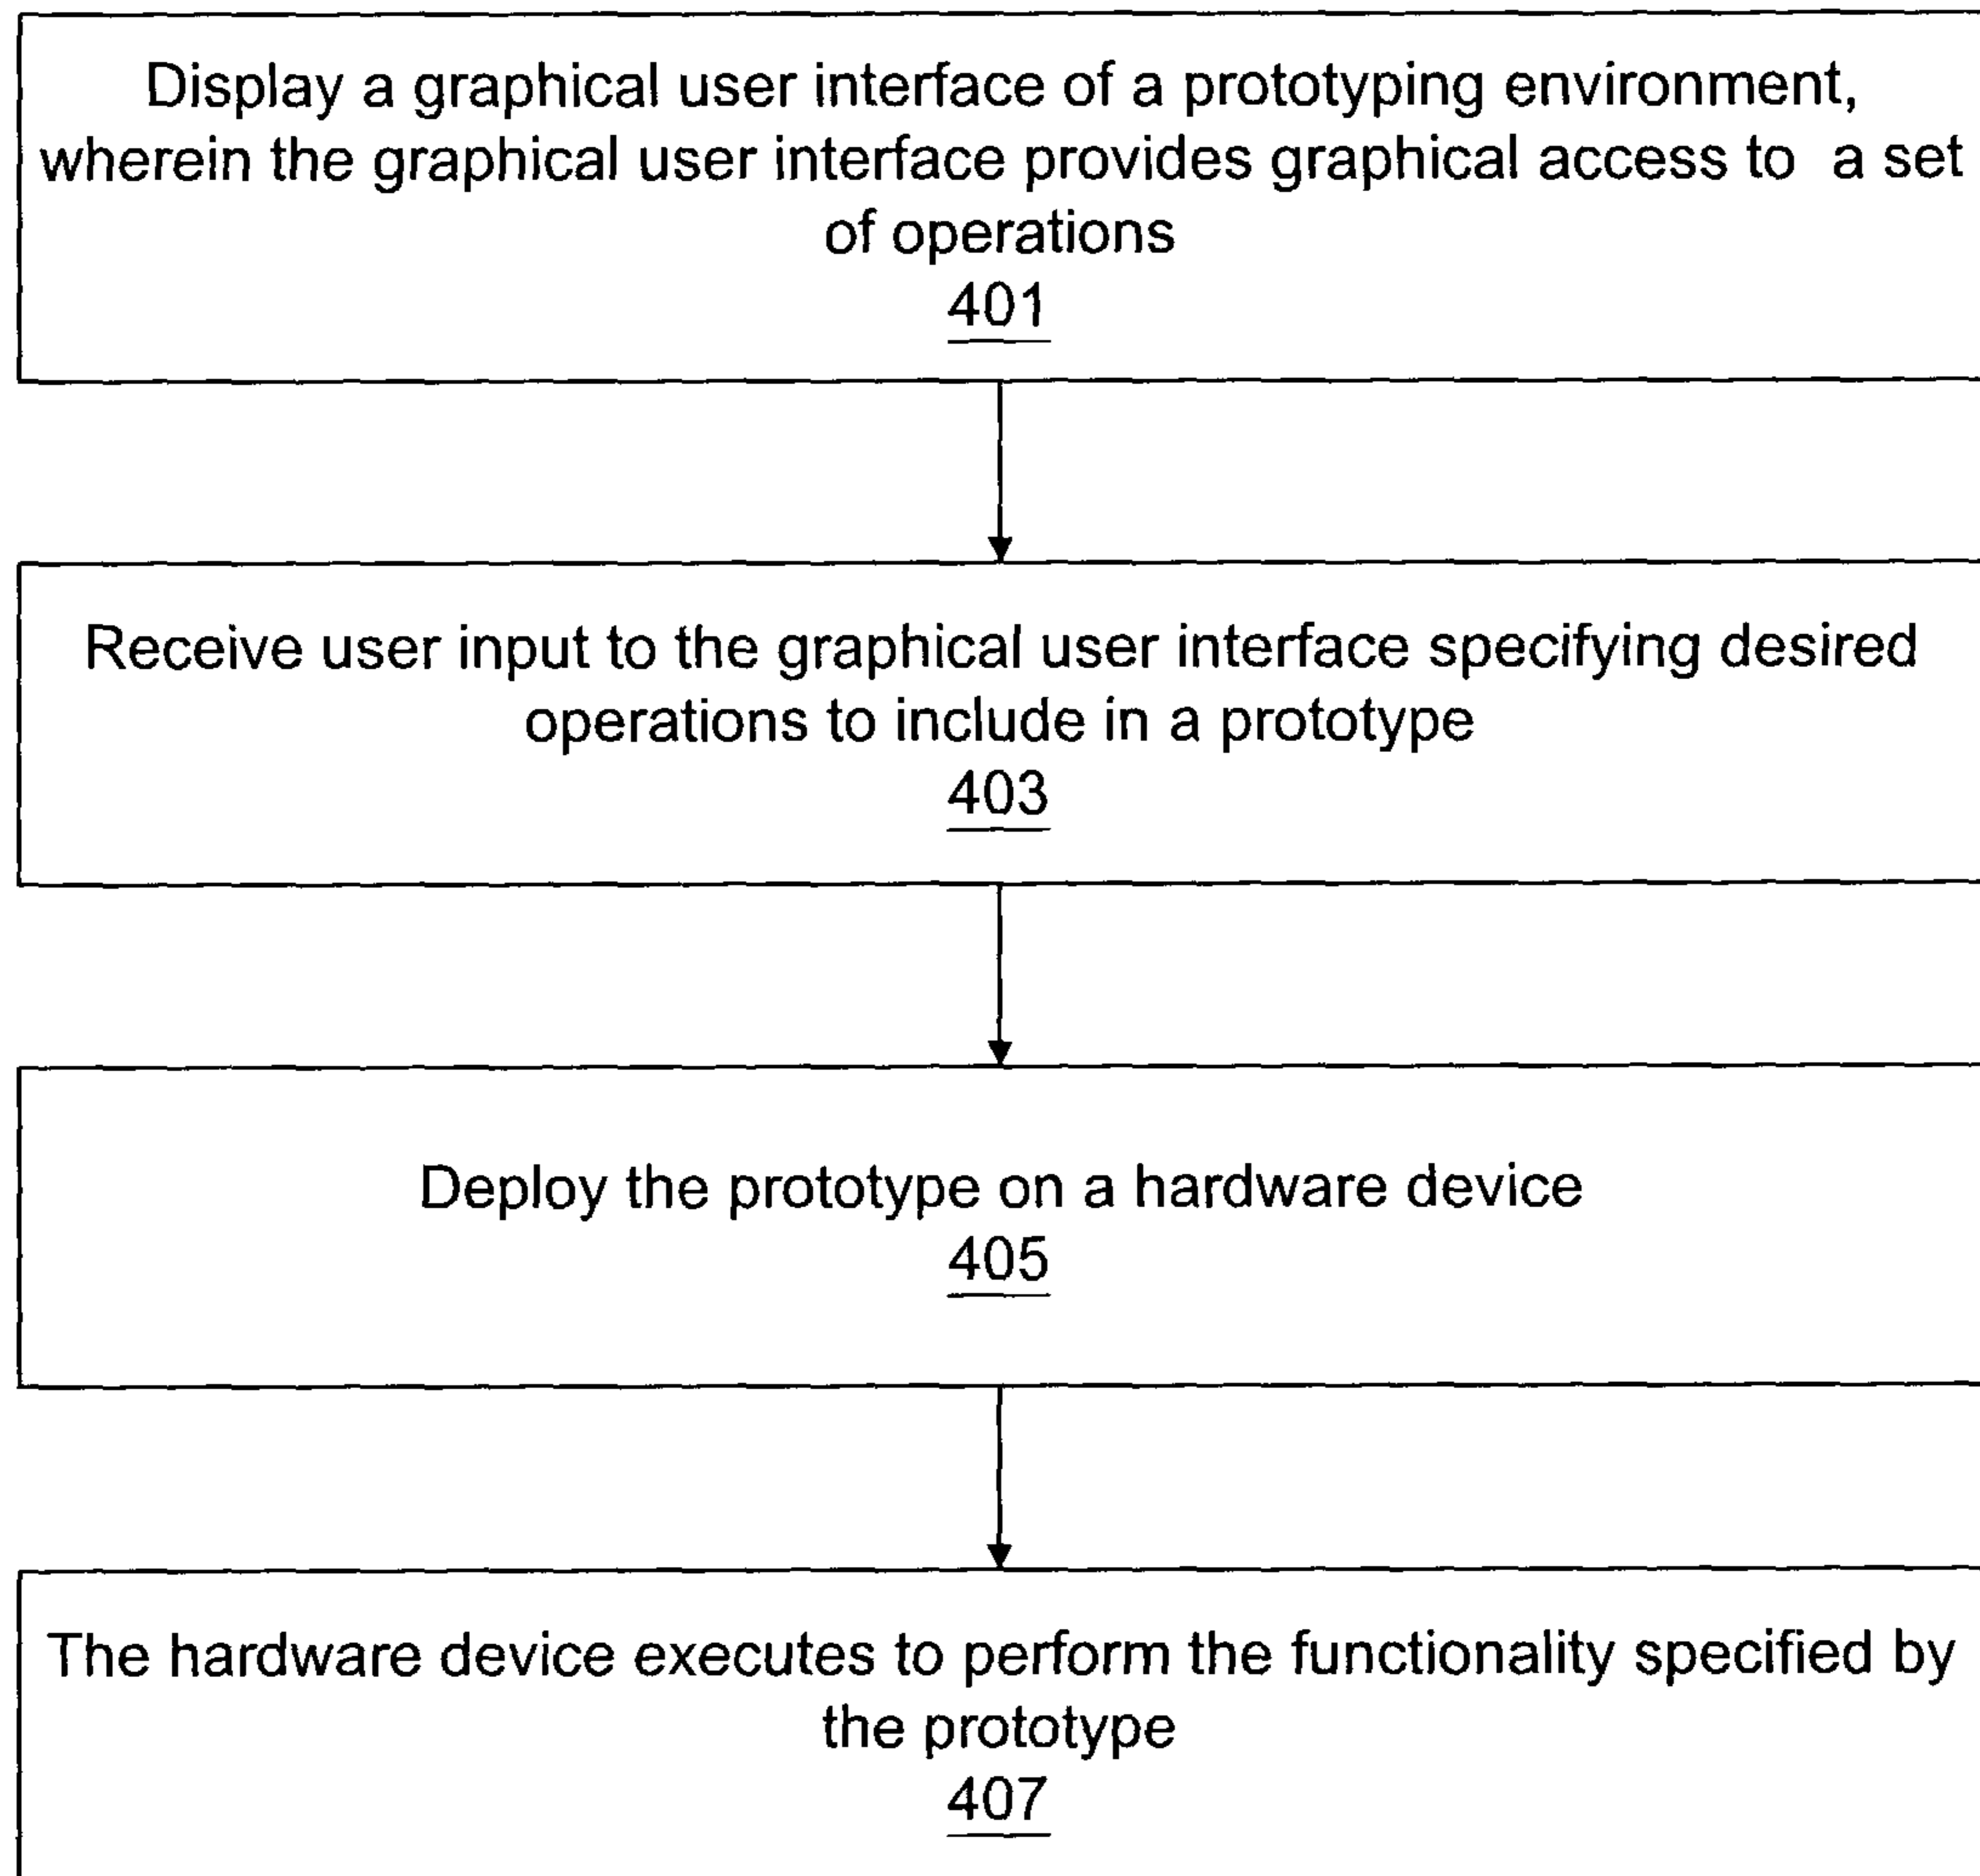 Display a graphical user interface of a prototyping environment,
wherein the graphical user interface provides graphical access to a set
of operations
401
Receive user input to the graphical user interface specifying desired
operations to include in a prototype
403
Deploy the prototype on a hardware device
405
The hardware device executes to perform the functionality specified by
the prototype
407